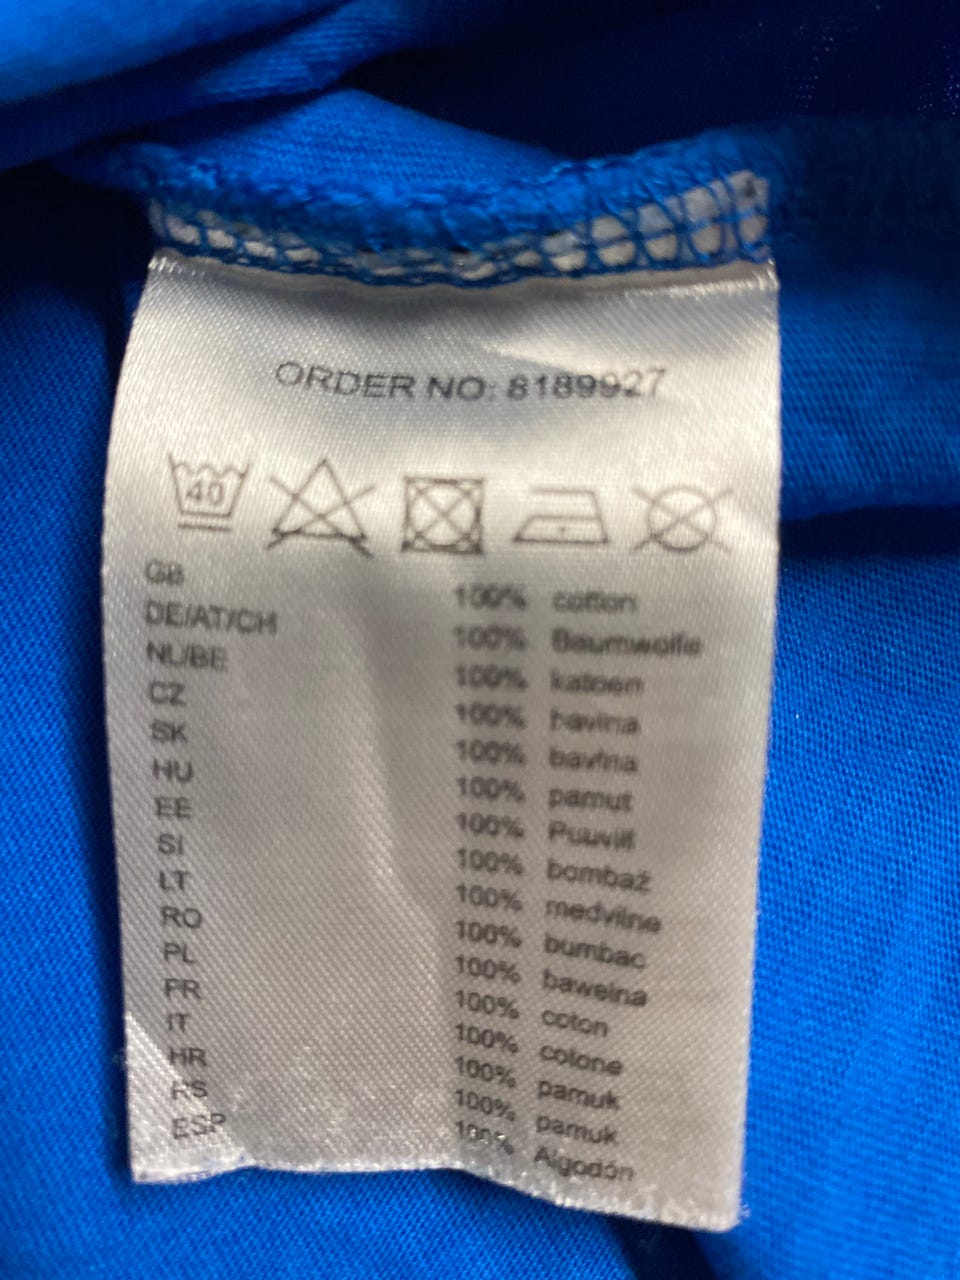 ORDER NO: 8189927
40
GB 100% cotton
DE/AT/CH 100% Baumwolle
NL/BE 100% katoen
CZ 100% bavlna
SK 100% bavlna
HU 100% pamut
EE 100% Puuvill
SI 100% bombaž
LT 100% medvilne
RO 100% bumbac
PL 100% bawelna
FR 100% coton
IT 100% cotone
HR 100% pamuk
RS 100% pamuk
ESP 100% Algodón